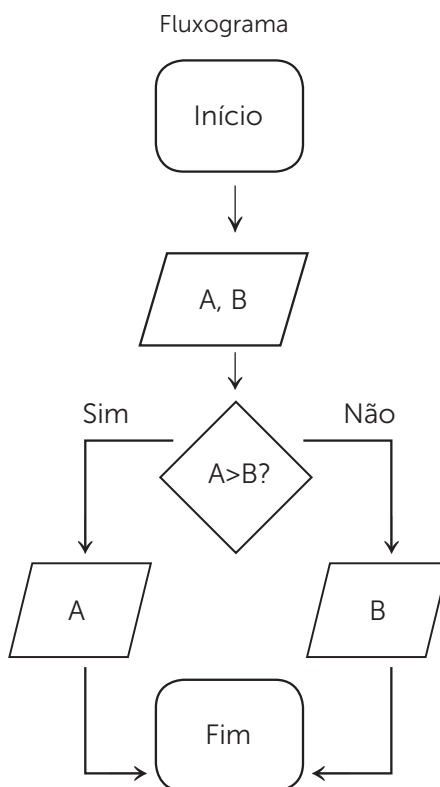 Fluxograma
Início
A, B
Sim
Não
A>B?
A
B
Fim